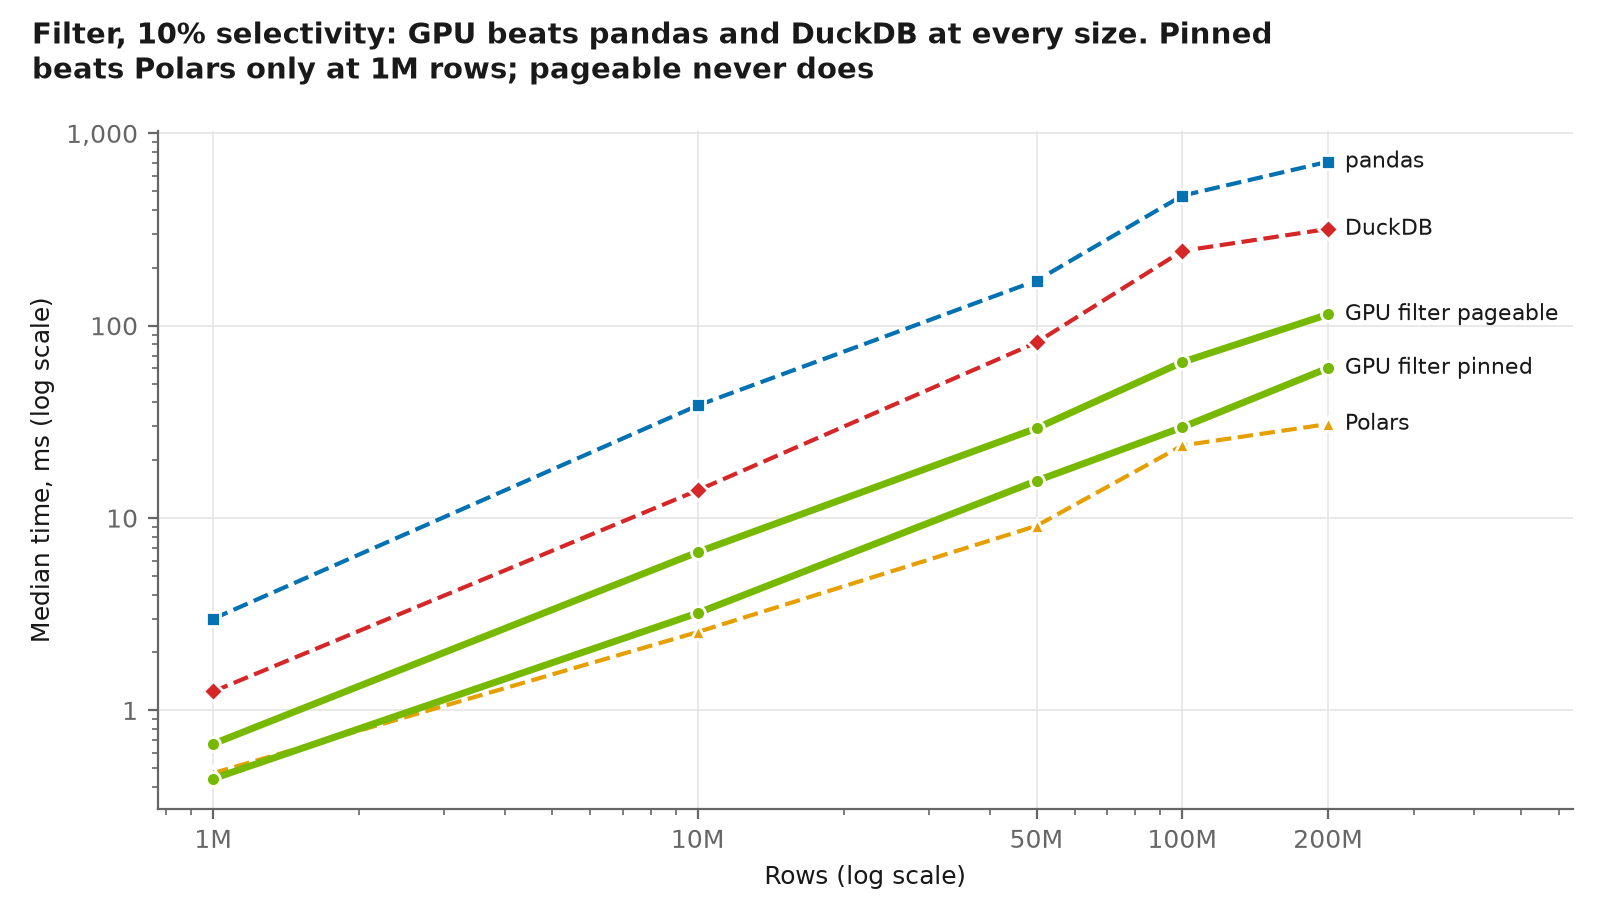 Filter, 10% selectivity: GPU beats pandas and DuckDB at every size. Pinned
beats Polars only at 1M rows; pageable never does
1,000
100
10
1
Median time, ms (log scale)
pandas
DuckDB
GPU filter pageable
GPU filter pinned
Polars
1M
10M
50M
100M
200M
Rows (log scale)